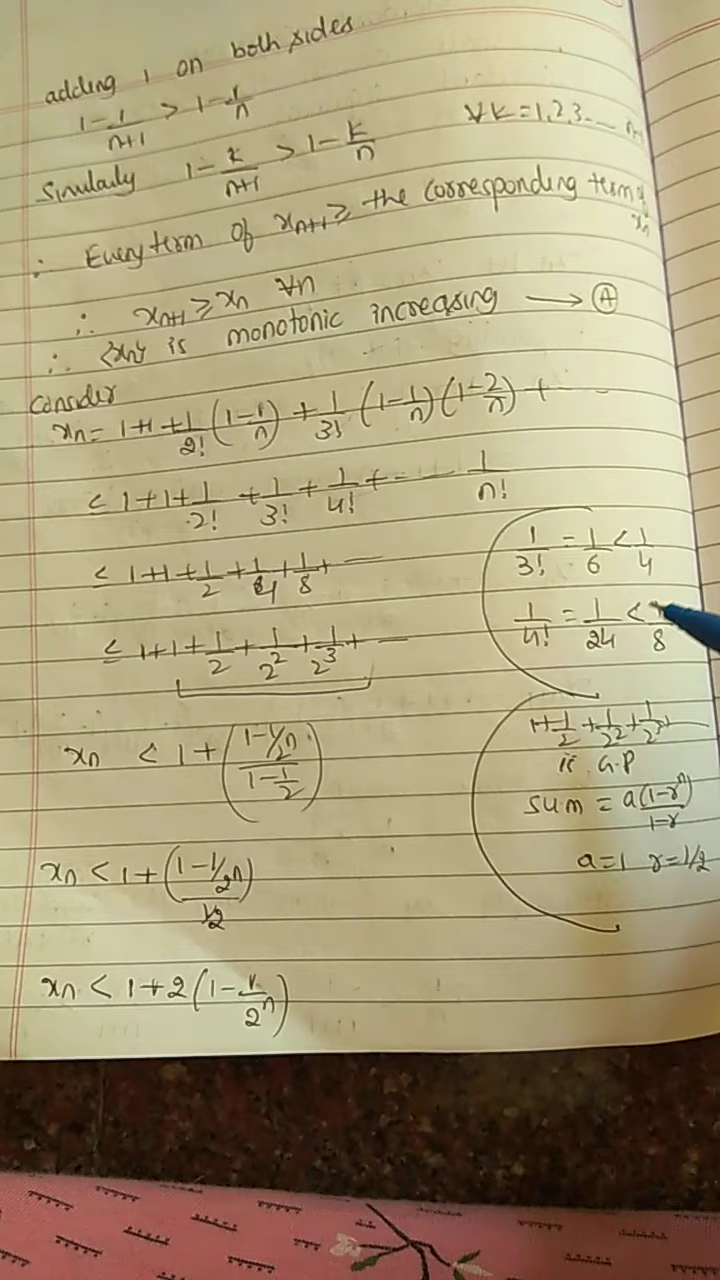 adding 1 on both sides
1-1/(n+1) > 1-1/n
Similarly 1-k/(n+1) > 1-k/n ∀k=1,2,3....
∴ Every term of xₙ₊₁ ≥ the corresponding term of xₙ
∴ xₙ₊₁ ≥ xₙ ∀n
∴ <xₙ> is monotonic increasing → Ⓐ
Consider
xₙ = 1+1+1/2!(1-1/n)+1/3!(1-1/n)(1-2/n)+ - -
≤ 1+1+1/2!+1/3!+1/4!+ - - 1/n!
≤ 1+1+1/2+1/4+1/8+ —
≤ 1+1+1/2+1/2²+1/2³+ —
xₙ < 1+((1-1/2ⁿ)/(1-1/2))
xₙ < 1+((1-1/2ⁿ)/(1/2))
xₙ < 1+2(1-1/2ⁿ)
1/3! = 1/6 < 1/4
1/4! = 1/24 < 1/8
1+1/2+1/2²+1/2³+
is G.P
sum = a(1-rⁿ)/(1-r)
a=1 r=1/2